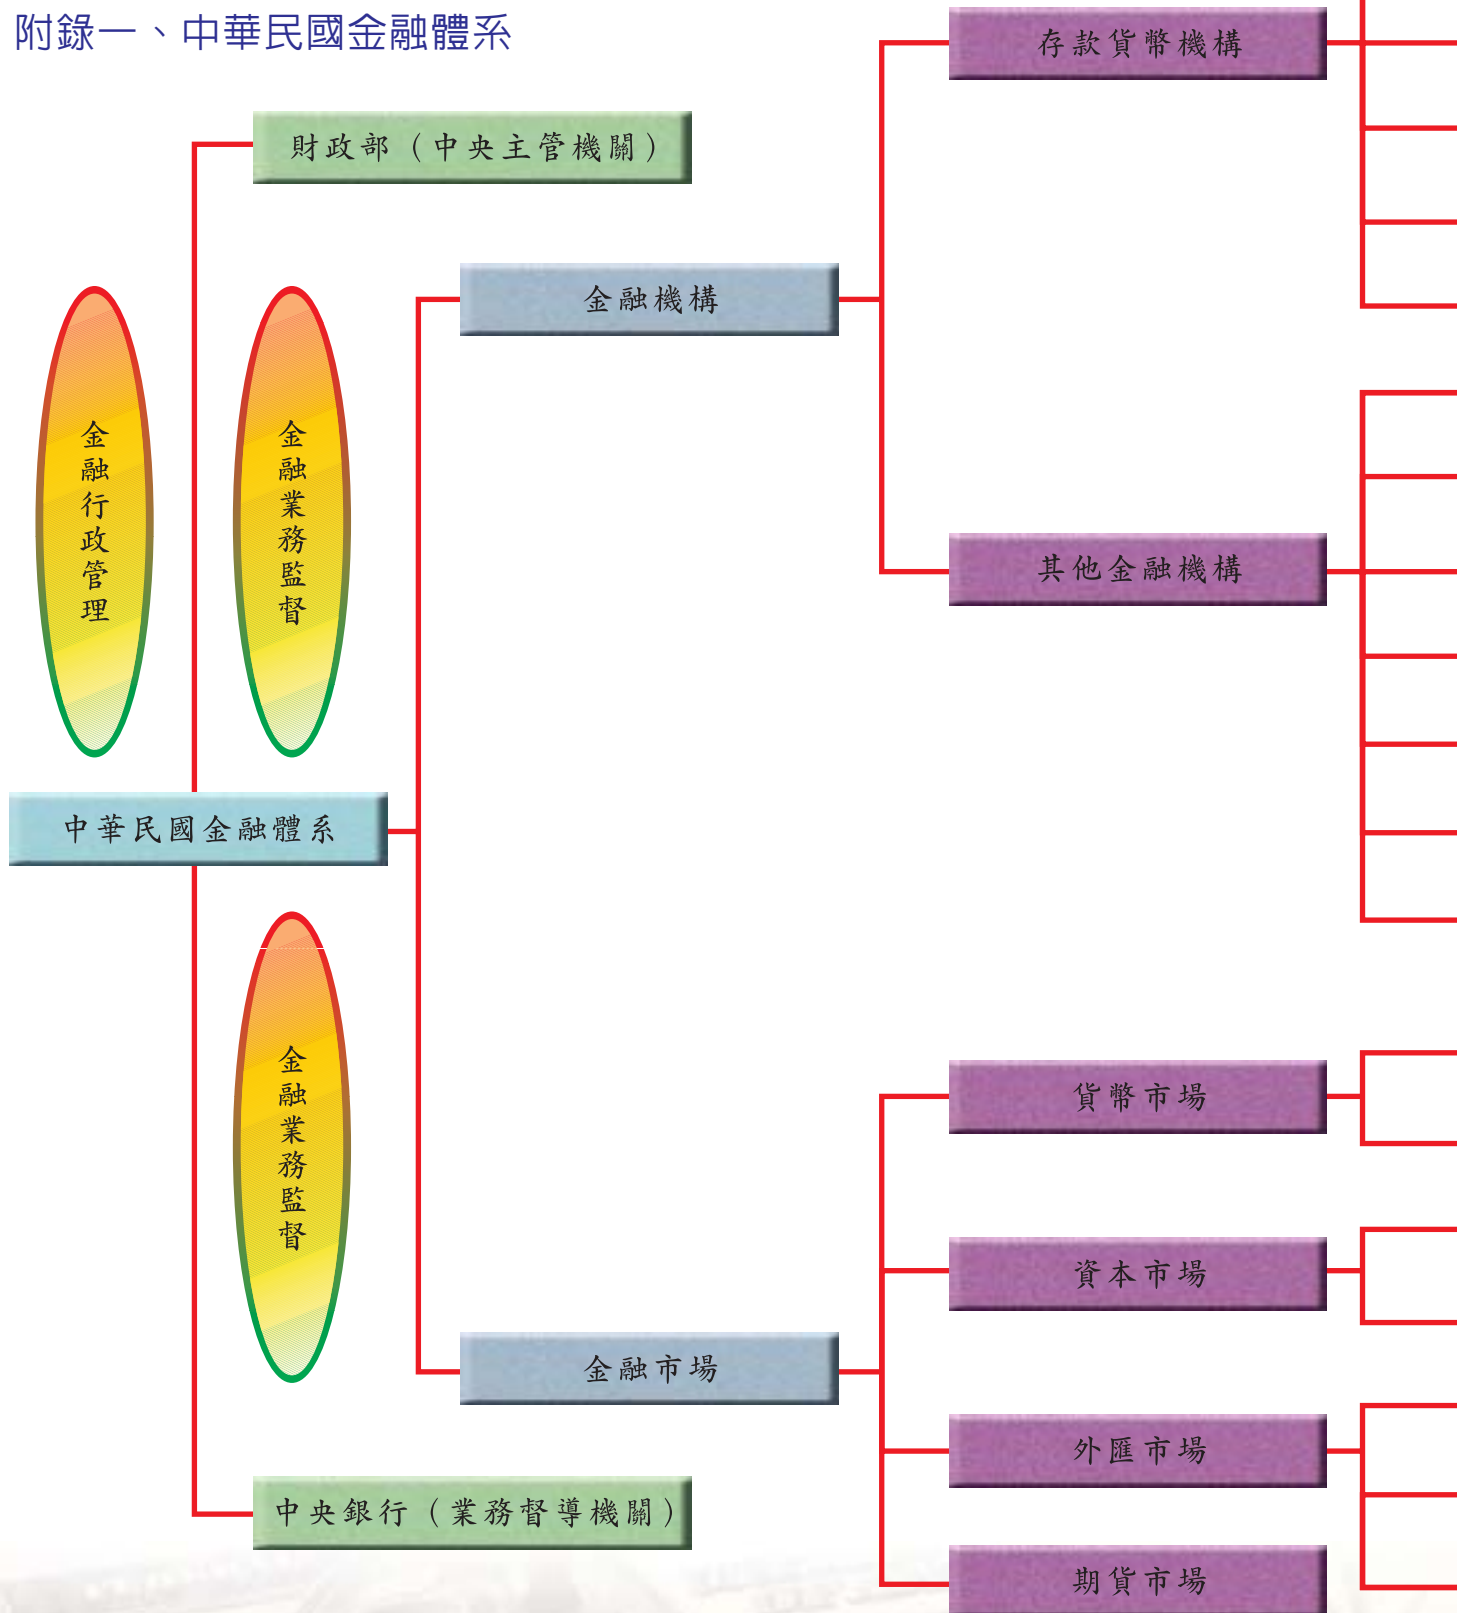 附錄一、中華民國金融體系
存款貨幣機構
財政部（中央主管機關）
金融機構
金融行政管理
金融業務監督
其他金融機構
中華民國金融體系
金融業務監督
貨幣市場
資本市場
金融市場
外匯市場
中央銀行（業務督導機關）
期貨市場